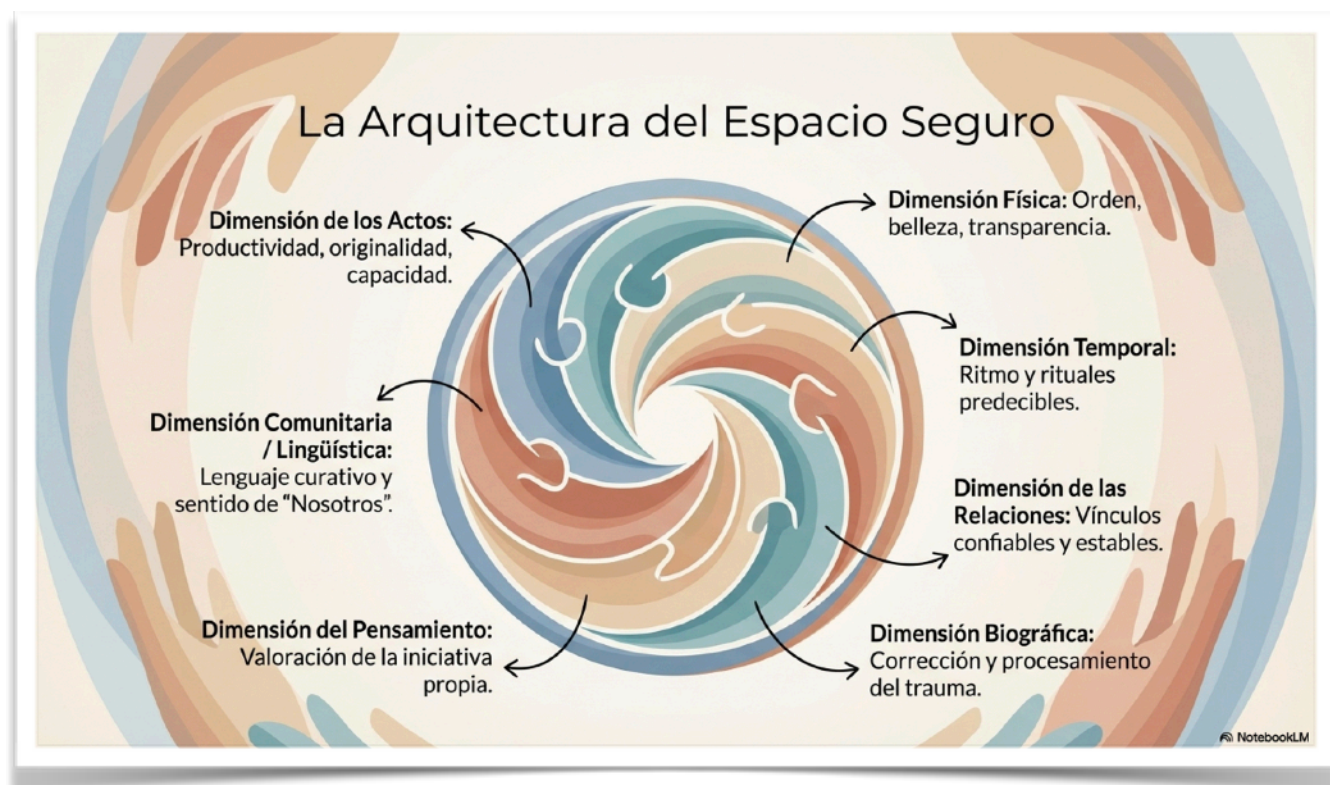 La Arquitectura del Espacio Seguro
Dimensión de los Actos:
Productividad, originalidad,
capacidad.
Dimensión Física: Orden,
belleza, transparencia.
Dimensión Temporal:
Ritmo y rituales
predecibles.
Dimensión Comunitaria
/ Lingüística:
Lenguaje curativo y
sentido de “Nosotros”.
Dimensión de las
Relaciones: Vínculos
confiables y estables.
Dimensión del Pensamiento:
Valoración de la iniciativa
propia.
Dimensión Biográfica:
Corrección y procesamiento
del trauma.
NotebookLM